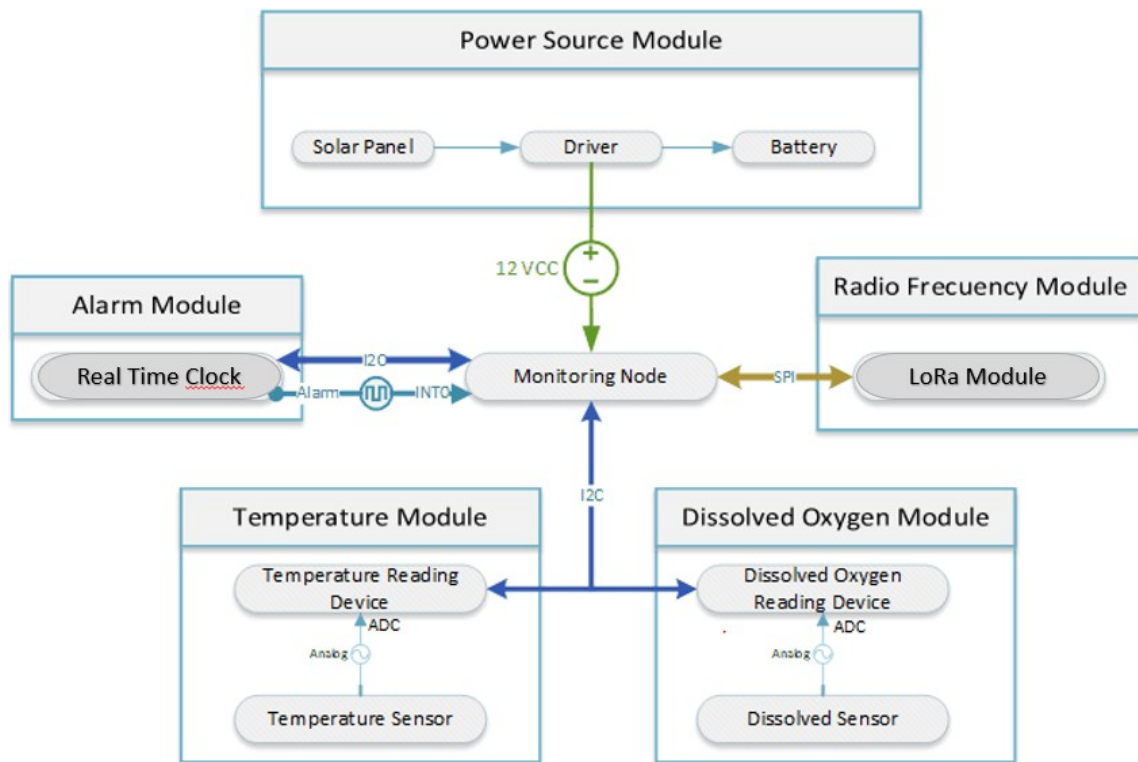 Power Source Module
Solar Panel
Driver
Battery
12 VCC
+
−
Alarm Module
Radio Frecuency Module
Real Time Clock
I2C
Alarm
INT0
Monitoring Node
SPI
LoRa Module
I2C
Temperature Module
Dissolved Oxygen Module
Temperature Reading
Device
Dissolved Oxygen
Reading Device
ADC
ADC
Analog
Analog
Temperature Sensor
Dissolved Sensor